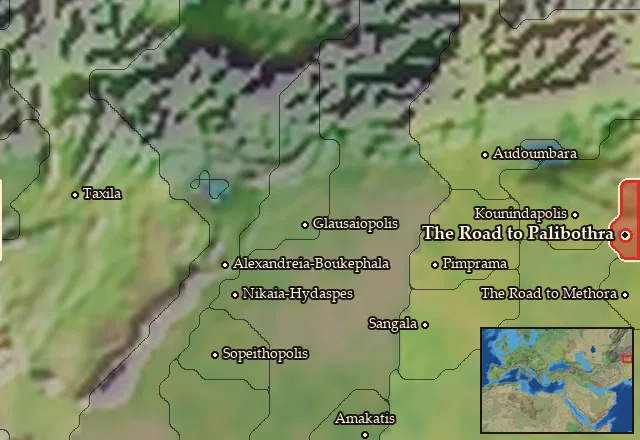 Audoumbara
Taxila
Kounindapolis
Glausaiopolis
The Road to Palibothra
Alexandreia-Boukephala
Pimprama
Nikaia-Hydaspes
The Road to Methora
Sangala
Sopeithopolis
Amakatis